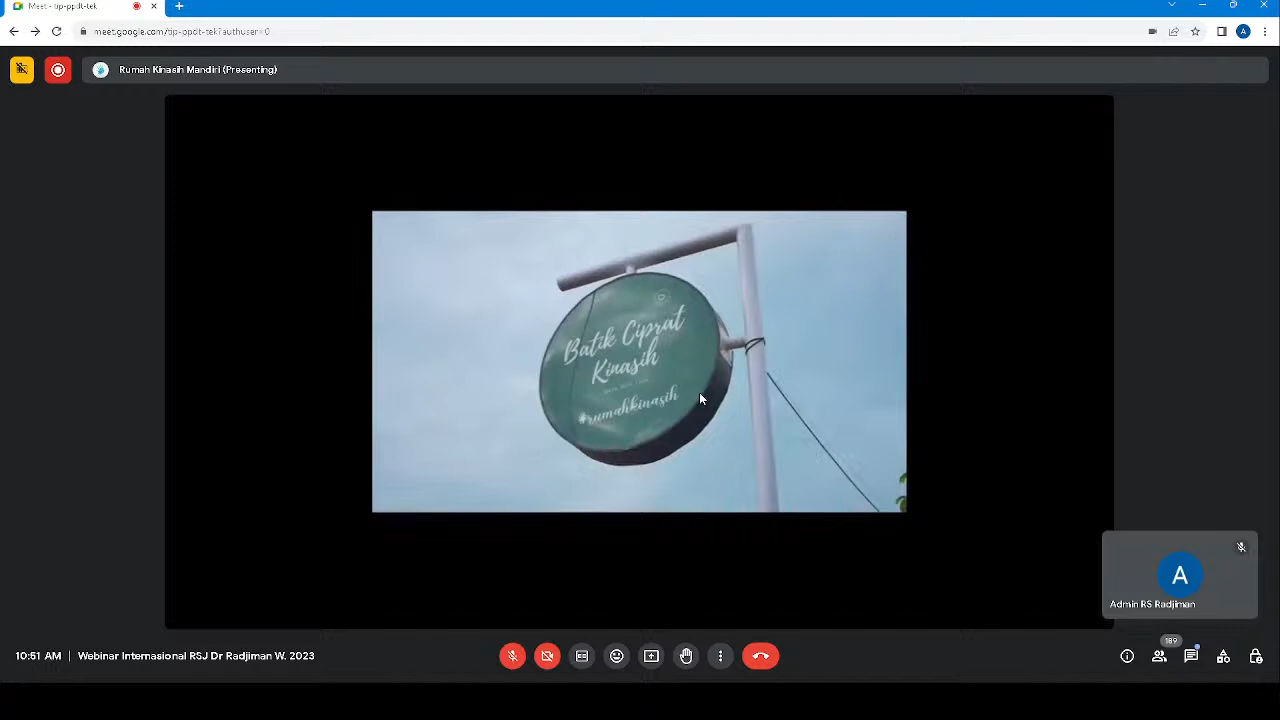 Meet - tip-ppdt-tek
meet.google.com/tip-ppdt-tek?authuser=0
A
Rumah Kinasih Mandiri (Presenting)
Batik Ciprat
Kinasih
#rumahkinasih
A
Admin RS Radjiman
10:51 AM | Webinar Internasional RSJ Dr Radjiman W. 2023
189